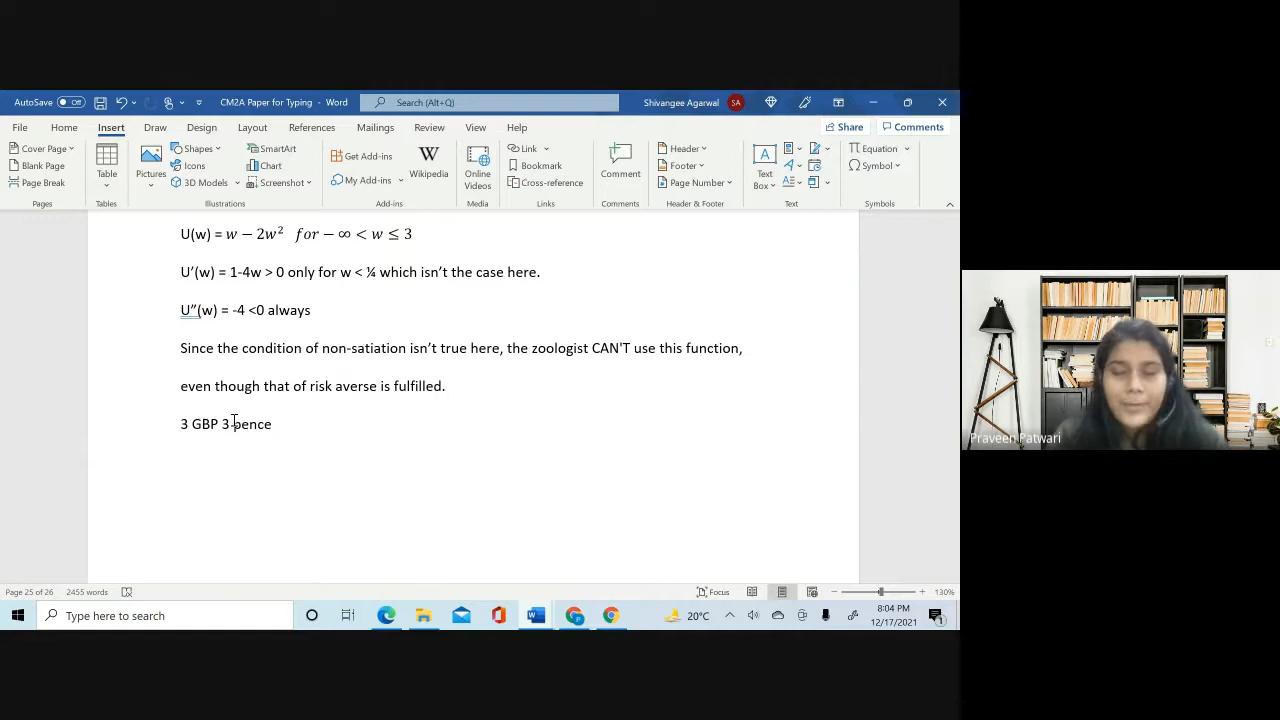 AutoSave Off CM2A Paper for Typing - Word Search (Alt+Q) Shivangee Agarwal SA
File Home Insert Draw Design Layout References Mailings Review View Help Share Comments
Cover Page
Blank Page
Page Break
Pages
Table
Tables
Pictures
Shapes
Icons
3D Models
SmartArt
Chart
Screenshot
Illustrations
Get Add-ins
My Add-ins
Wikipedia
Add-ins
Online
Videos
Media
Link
Bookmark
Cross-reference
Links
Comment
Comments
Header
Footer
Page Number
Header & Footer
Text
Box
Text
Equation
Symbol
Symbols
U(w) = w − 2w² for − ∞ < w ≤ 3
U’(w) = 1-4w > 0 only for w < ¼ which isn’t the case here.
U”(w) = -4 <0 always
Since the condition of non-satiation isn’t true here, the zoologist CAN'T use this function,
even though that of risk averse is fulfilled.
3 GBP 3 pence
Praveen Patwari
Page 25 of 26 2455 words Focus 130%
Type here to search
20°C
8:04 PM
12/17/2021
1